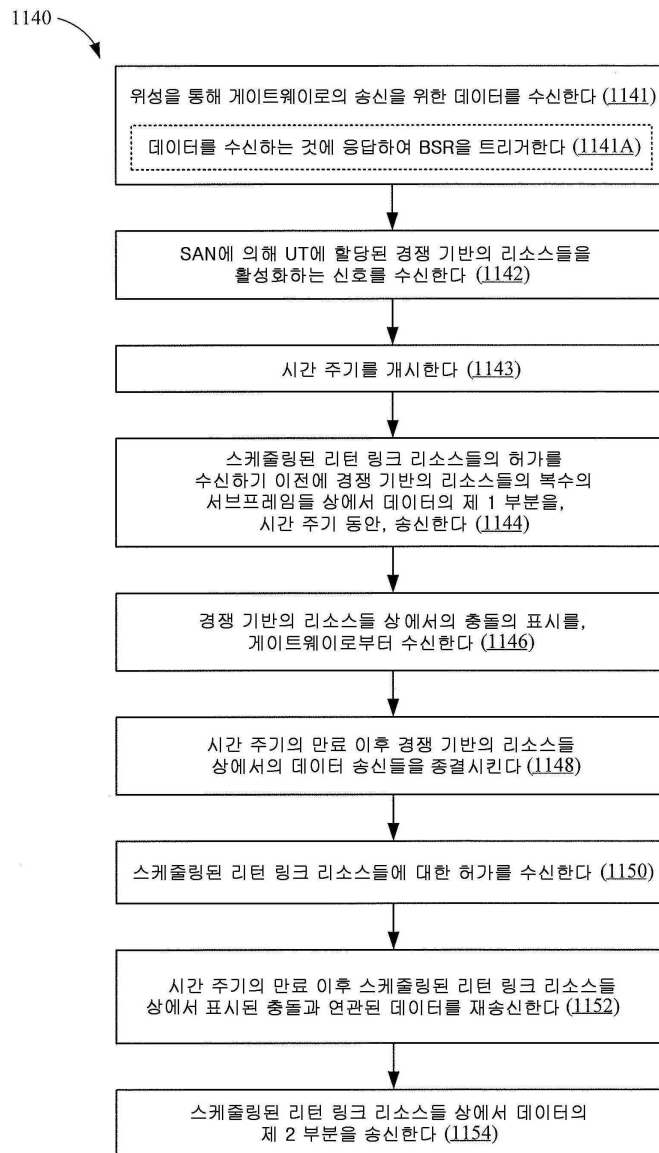 1140
위성을 통해 게이트웨이로의 송신을 위한 데이터를 수신한다 (1141)
데이터를 수신하는 것에 응답하여 BSR을 트리거한다 (1141A)
SAN에 의해 UT에 할당된 경쟁 기반의 리소스들을
활성화하는 신호를 수신한다 (1142)
시간 주기를 개시한다 (1143)
스케줄링된 리턴 링크 리소스들의 허가를
수신하기 이전에 경쟁 기반의 리소스들의 복수의
서브프레임들 상에서 데이터의 제 1 부분을,
시간 주기 동안, 송신한다 (1144)
경쟁 기반의 리소스들 상에서의 충돌의 표시를,
게이트웨이로부터 수신한다 (1146)
시간 주기의 만료 이후 경쟁 기반의 리소스들
상에서의 데이터 송신들을 종결시킨다 (1148)
스케줄링된 리턴 링크 리소스들에 대한 허가를 수신한다 (1150)
시간 주기의 만료 이후 스케줄링된 리턴 링크 리소스들
상에서 표시된 충돌과 연관된 데이터를 재송신한다 (1152)
스케줄링된 리턴 링크 리소스들 상에서 데이터의
제 2 부분을 송신한다 (1154)